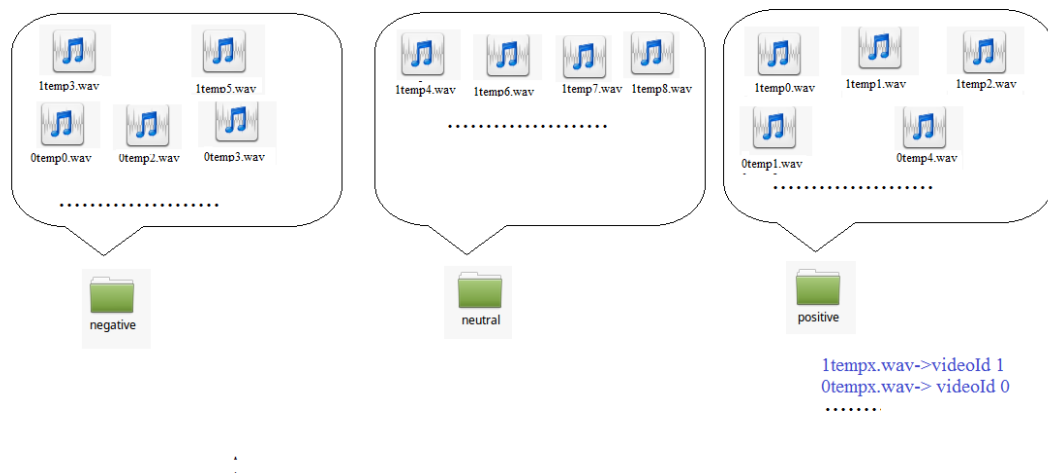 1temp3.wav 1temp5.wav
0temp0.wav 0temp2.wav 0temp3.wav
.....................
negative
1temp4.wav 1temp6.wav 1temp7.wav 1temp8.wav
.....................
neutral
1temp0.wav 1temp1.wav 1temp2.wav
0temp1.wav 0temp4.wav
.....................
positive
1tempx.wav->videoId 1
0tempx.wav-> videoId 0
.......